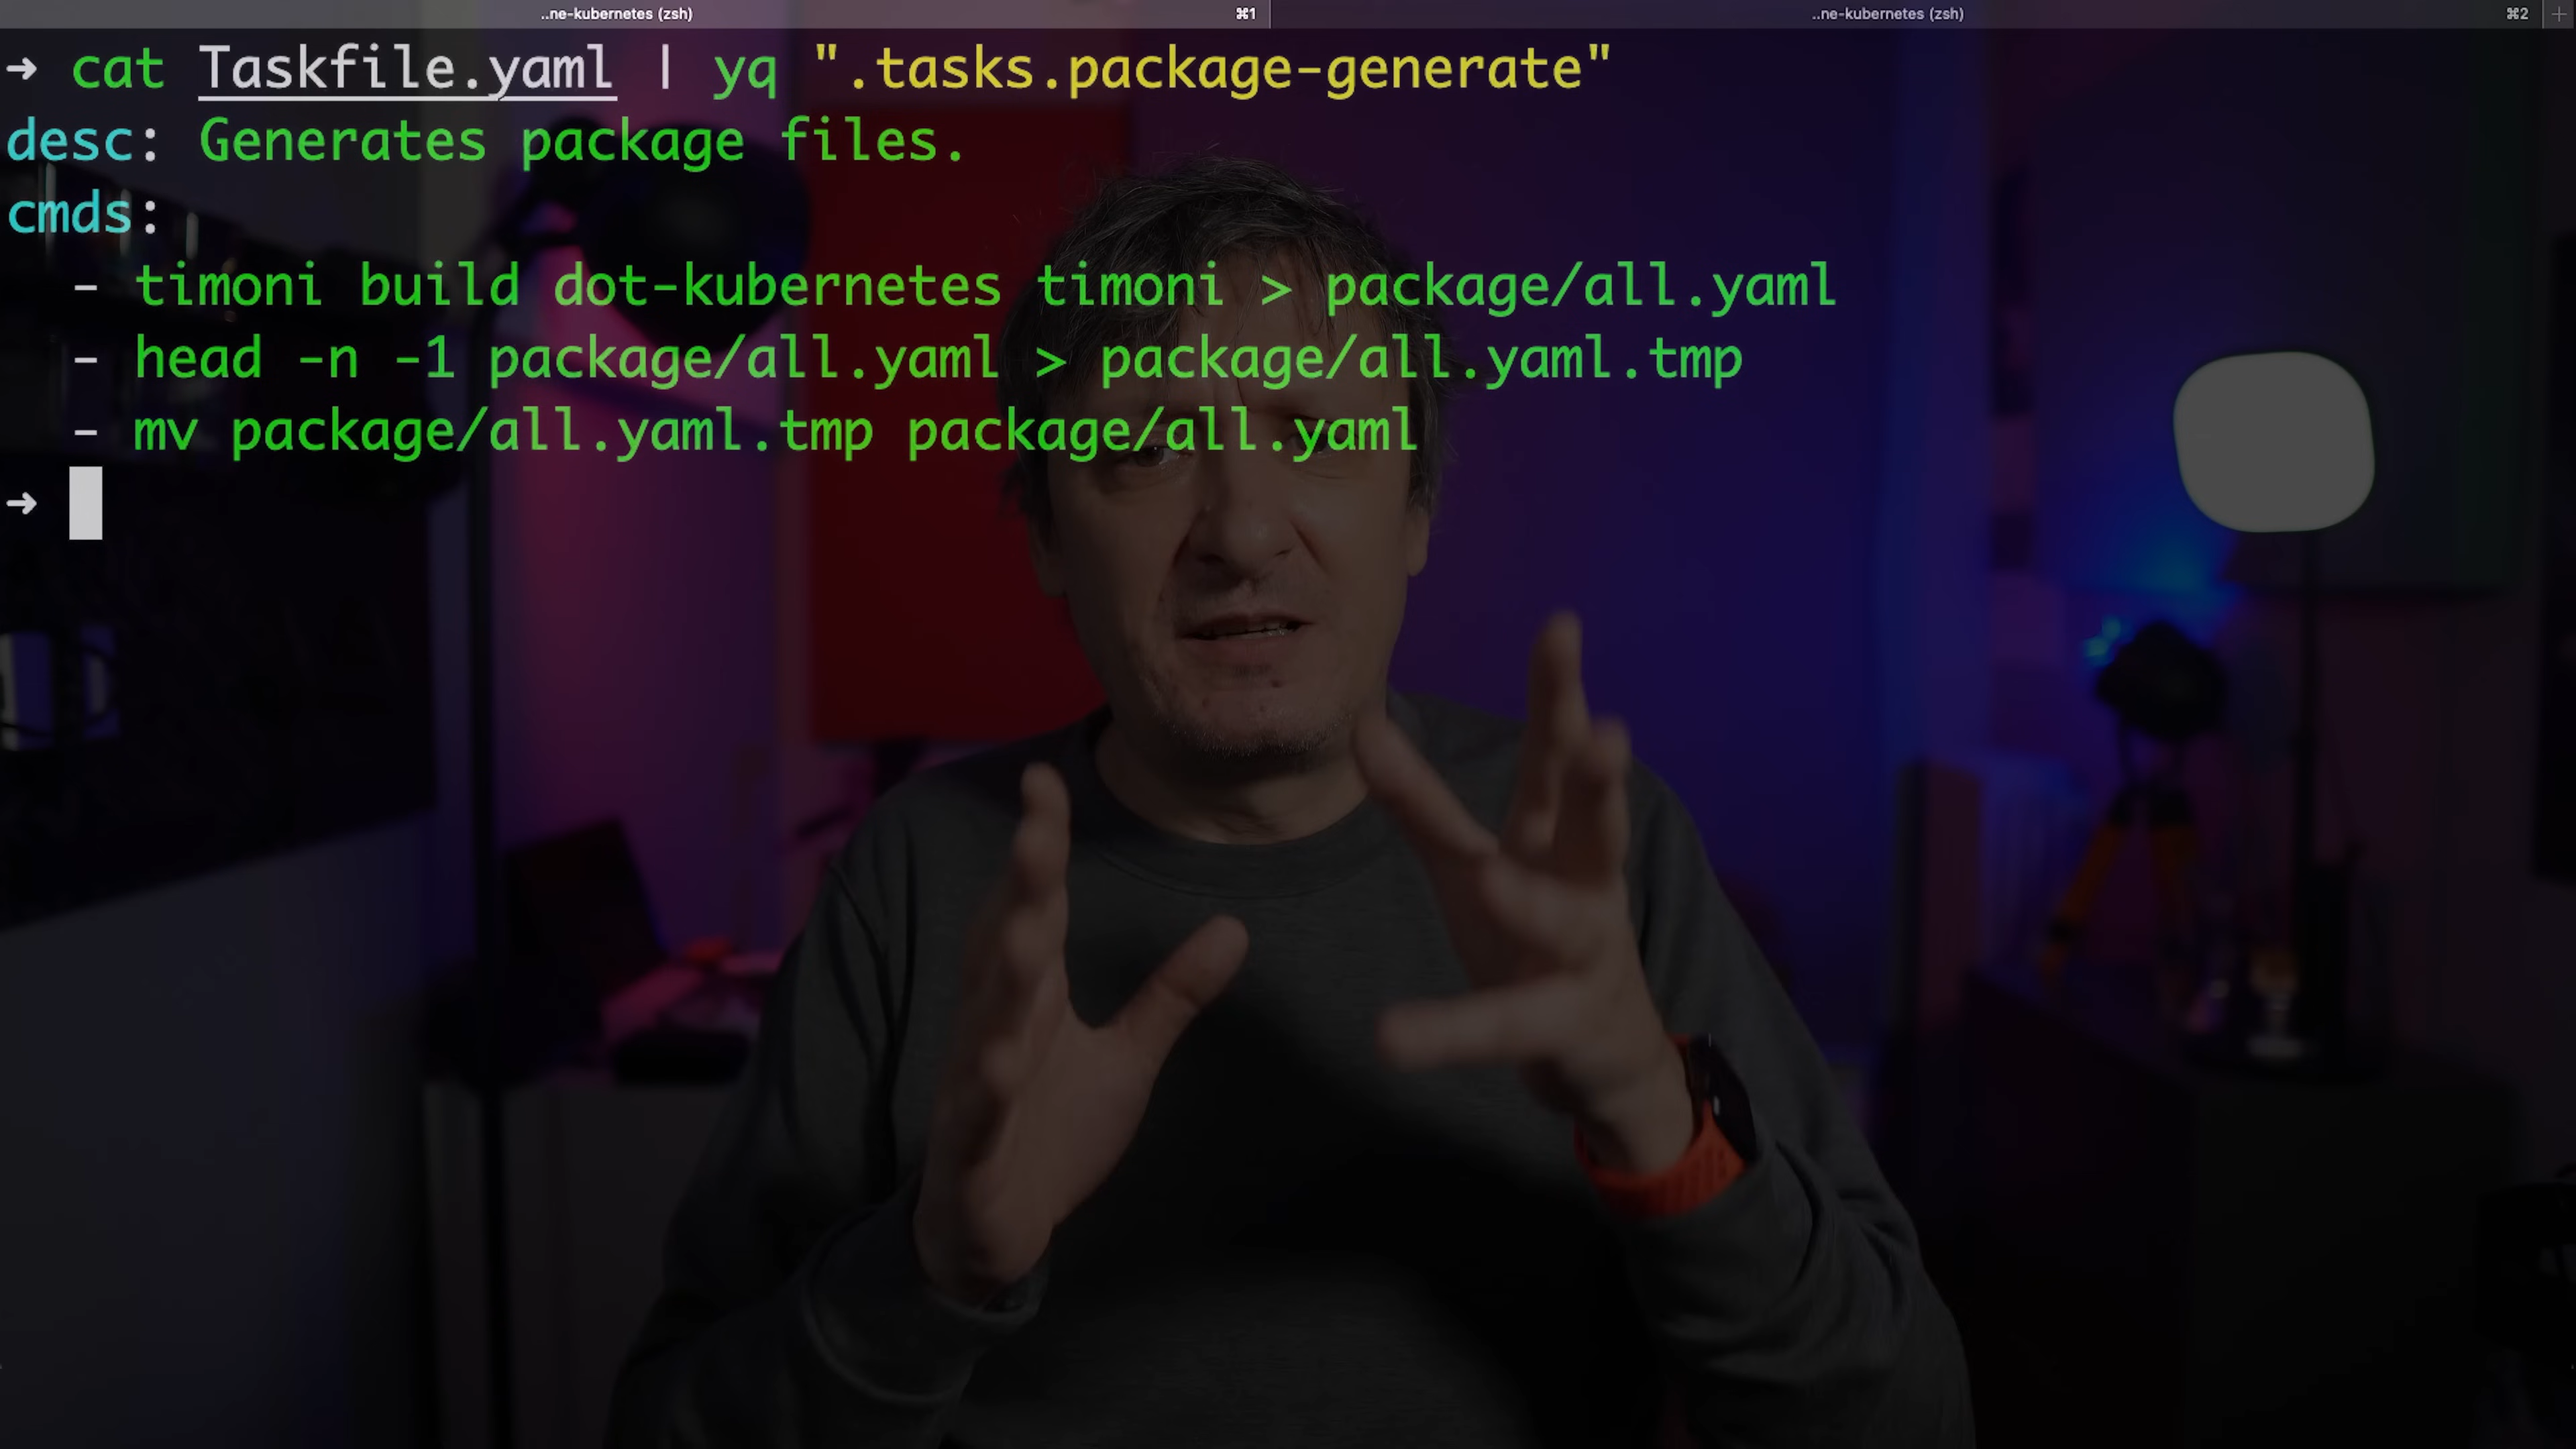 ..ne-kubernetes (zsh) ⌘1 ..ne-kubernetes (zsh) ⌘2 +
➜ cat Taskfile.yaml | yq ".tasks.package-generate"
desc: Generates package files.
cmds:
  - timoni build dot-kubernetes timoni > package/all.yaml
  - head -n -1 package/all.yaml > package/all.yaml.tmp
  - mv package/all.yaml.tmp package/all.yaml
➜